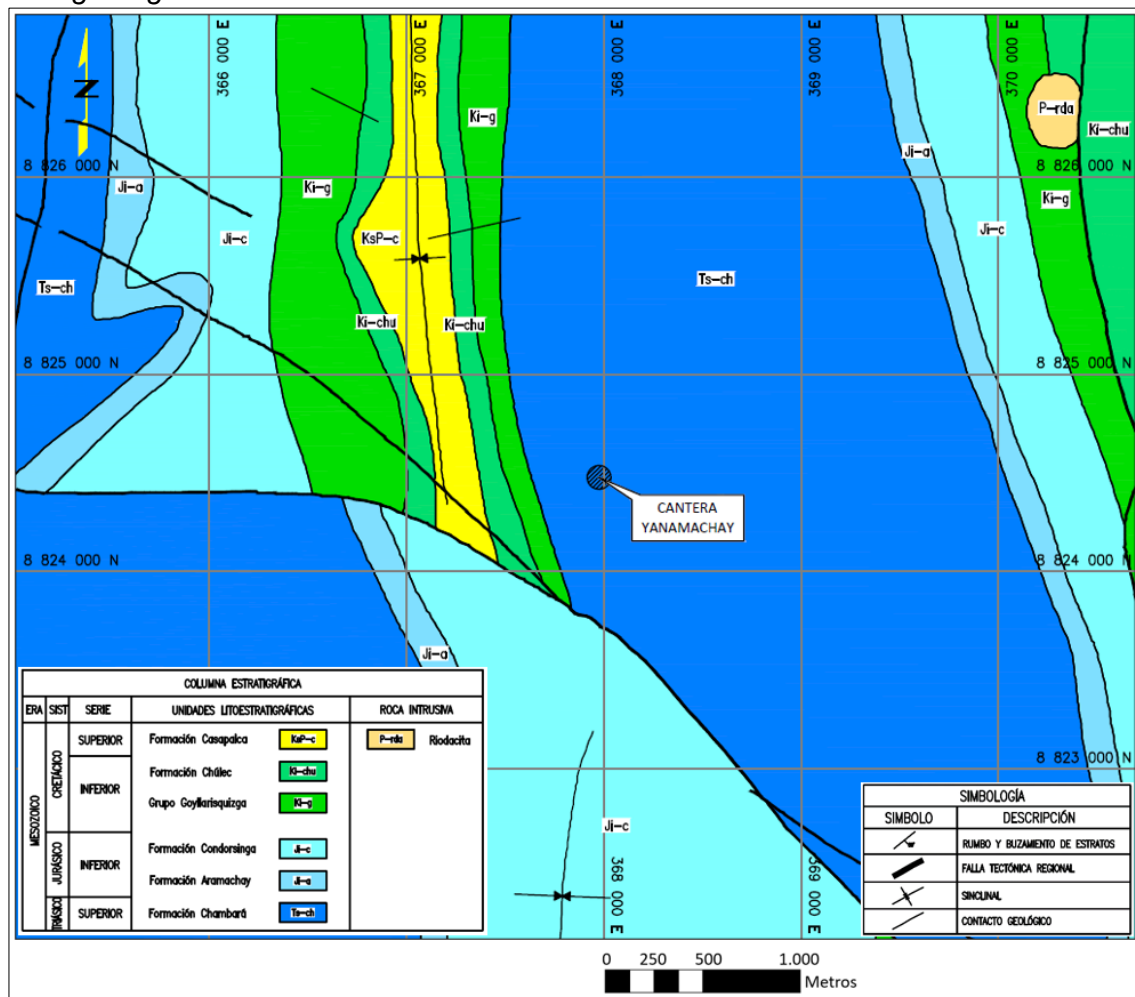 366 000 E
367 000 E
368 000 E
369 000 E
370 000 E
N
P-rda
Ki-g
Ki-chu
8 826 000 N
8 826 000 N
Ji-a
Ji-a
Ki-g
Ki-g
Ji-c
KsP-c
Ji-c
Ts-ch
Ts-ch
Ki-chu
Ki-chu
8 825 000 N
8 825 000 N
CANTERA
YANAMACHAY
8 824 000 N
8 824 000 N
Ji-a
8 823 000 N
Ji-c
368 000 E
369 000 E
COLUMNA ESTRATIGRÁFICA
ERA SIST SERIE UNIDADES LITOESTRATIGRÁFICAS ROCA INTRUSIVA
MESOZOICO
CRETÁCICO
SUPERIOR Formación Casapalca KsP-c P-rda Riodacita
INFERIOR
Formación Chúlec Ki-chu
Grupo Goyllarisquizga Ki-g
JURÁSICO
INFERIOR
Formación Condorsinga Ji-c
Formación Aramachay Ji-a
TRIÁSICO
SUPERIOR Formación Chambará Ts-ch
SIMBOLOGÍA
SIMBOLO DESCRIPCIÓN
RUMBO Y BUZAMIENTO DE ESTRATOS
FALLA TECTÓNICA REGIONAL
SINCLINAL
CONTACTO GEOLÓGICO
0 250 500 1.000
Metros